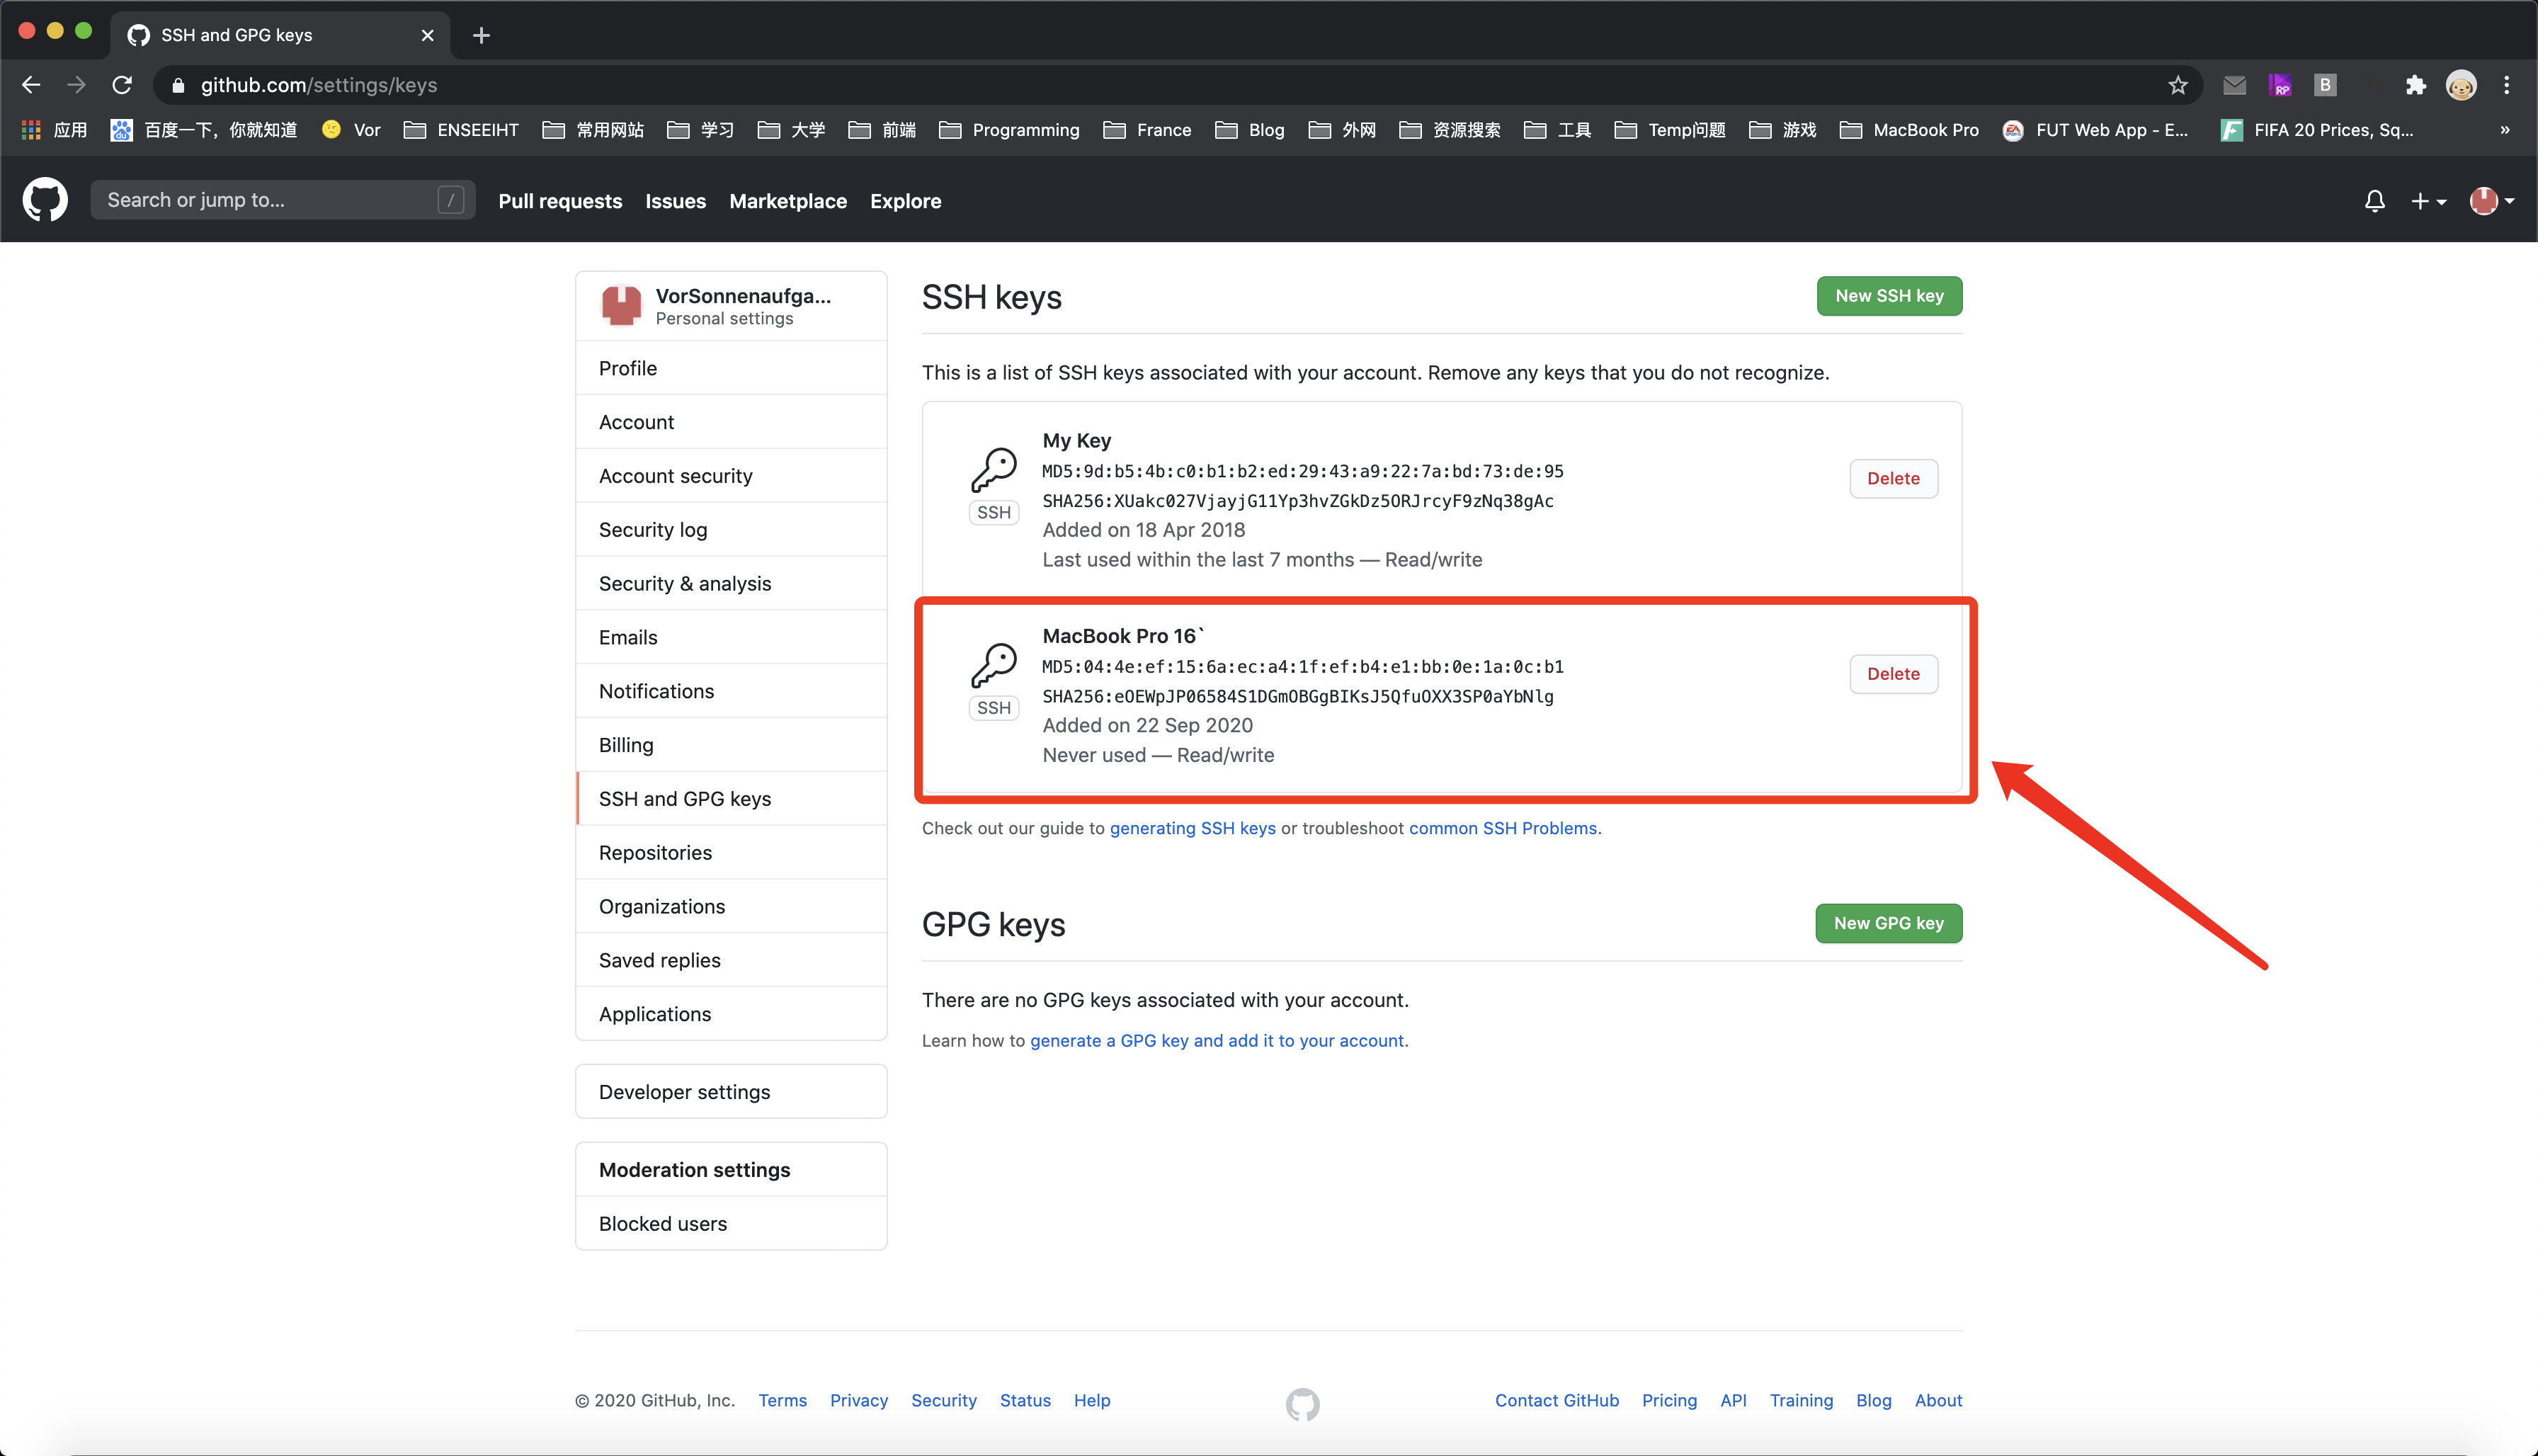 SSH and GPG keys
github.com/settings/keys
RP
B
应用
百度一下，你就知道
Vor
ENSEEIHT
常用网站
学习
大学
前端
Programming
France
Blog
外网
资源搜索
工具
Temp问题
游戏
MacBook Pro
FUT Web App - E...
FIFA 20 Prices, Sq...
»
Search or jump to...
/
Pull requests
Issues
Marketplace
Explore
VorSonnenaufga...
Personal settings
Profile
Account
Account security
Security log
Security & analysis
Emails
Notifications
Billing
SSH and GPG keys
Repositories
Organizations
Saved replies
Applications
Developer settings
Moderation settings
Blocked users
SSH keys
New SSH key
This is a list of SSH keys associated with your account. Remove any keys that you do not recognize.
My Key
MD5:9d:b5:4b:c0:b1:b2:ed:29:43:a9:22:7a:bd:73:de:95
SHA256:XUakc027VjayjG11Yp3hvZGkDz5ORJrcyF9zNq38gAc
SSH
Added on 18 Apr 2018
Last used within the last 7 months — Read/write
Delete
MacBook Pro 16`
MD5:04:4e:ef:15:6a:ec:a4:1f:ef:b4:e1:bb:0e:1a:0c:b1
SHA256:eOEWpJP06584S1DGmOBGgBIKsJ5QfuOXX3SP0aYbNlg
SSH
Added on 22 Sep 2020
Never used — Read/write
Delete
Check out our guide to generating SSH keys or troubleshoot common SSH Problems.
GPG keys
New GPG key
There are no GPG keys associated with your account.
Learn how to generate a GPG key and add it to your account.
© 2020 GitHub, Inc.
Terms
Privacy
Security
Status
Help
Contact GitHub
Pricing
API
Training
Blog
About